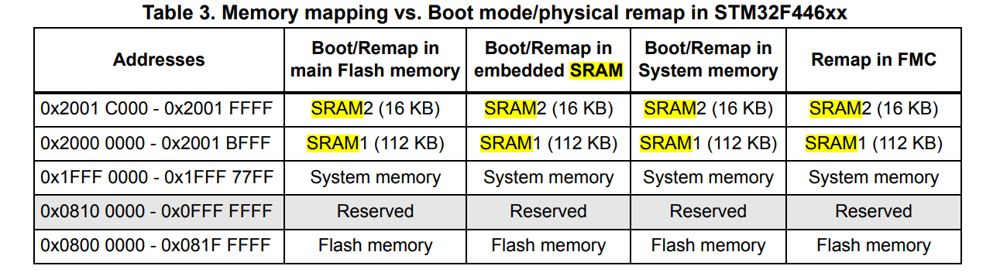 Table 3. Memory mapping vs. Boot mode/physical remap in STM32F446xx
Addresses
Boot/Remap in
main Flash memory
Boot/Remap in
embedded SRAM
Boot/Remap in
System memory
Remap in FMC
0x2001 C000 - 0x2001 FFFF SRAM2 (16 KB) SRAM2 (16 KB) SRAM2 (16 KB) SRAM2 (16 KB)
0x2000 0000 - 0x2001 BFFF SRAM1 (112 KB) SRAM1 (112 KB) SRAM1 (112 KB) SRAM1 (112 KB)
0x1FFF 0000 - 0x1FFF 77FF System memory System memory System memory System memory
0x0810 0000 - 0x0FFF FFFF Reserved Reserved Reserved Reserved
0x0800 0000 - 0x081F FFFF Flash memory Flash memory Flash memory Flash memory